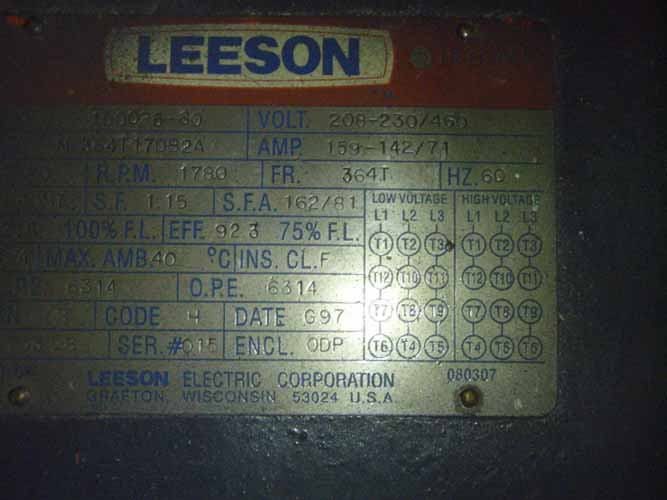 LEESON
VOLT. 208-230/460
AMP. 159-142/71
R.P.M. 1780 FR. 364T HZ. 60
S.F. 1.15 S.F.A. 162/81 LOW VOLTAGE HIGH VOLTAGE
L1 L2 L3 L1 L2 L3
100% F.L. EFF. 92.3 75% F.L. T1 T2 T3 T1 T2 T3
MAX. AMB. 40 °C INS. CL. F T12 T10 T11 T12 T10 T11
6314 O.P.E. 6314
CODE H DATE G97 T7 T8 T9 T7 T8 T9
SER. #015 ENCL. ODP T6 T4 T5 T6 T4 T5
LEESON ELECTRIC CORPORATION 080307
GRAFTON, WISCONSIN 53024 U.S.A.